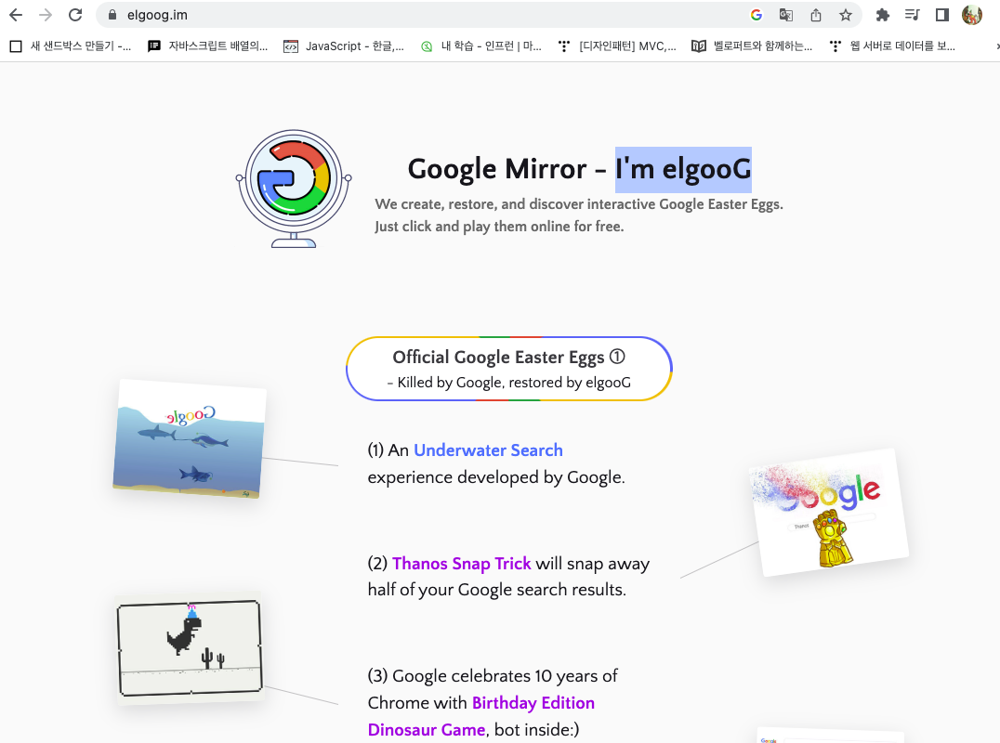 elgoog.im
새 샌드박스 만들기 -...
자바스크립트 배열의...
JavaScript - 한글,...
내 학습 - 인프런 | 마...
[디자인패턴] MVC,...
벨로퍼트와 함께하는...
웹 서버로 데이터를 보...
Google Mirror - I'm elgooG
We create, restore, and discover interactive Google Easter Eggs.
Just click and play them online for free.
Official Google Easter Eggs ①
- Killed by Google, restored by elgooG
Google
(1) An Underwater Search
experience developed by Google.
Google
Thanos
(2) Thanos Snap Trick will snap away
half of your Google search results.
(3) Google celebrates 10 years of
Chrome with Birthday Edition
Dinosaur Game, bot inside:)
Google